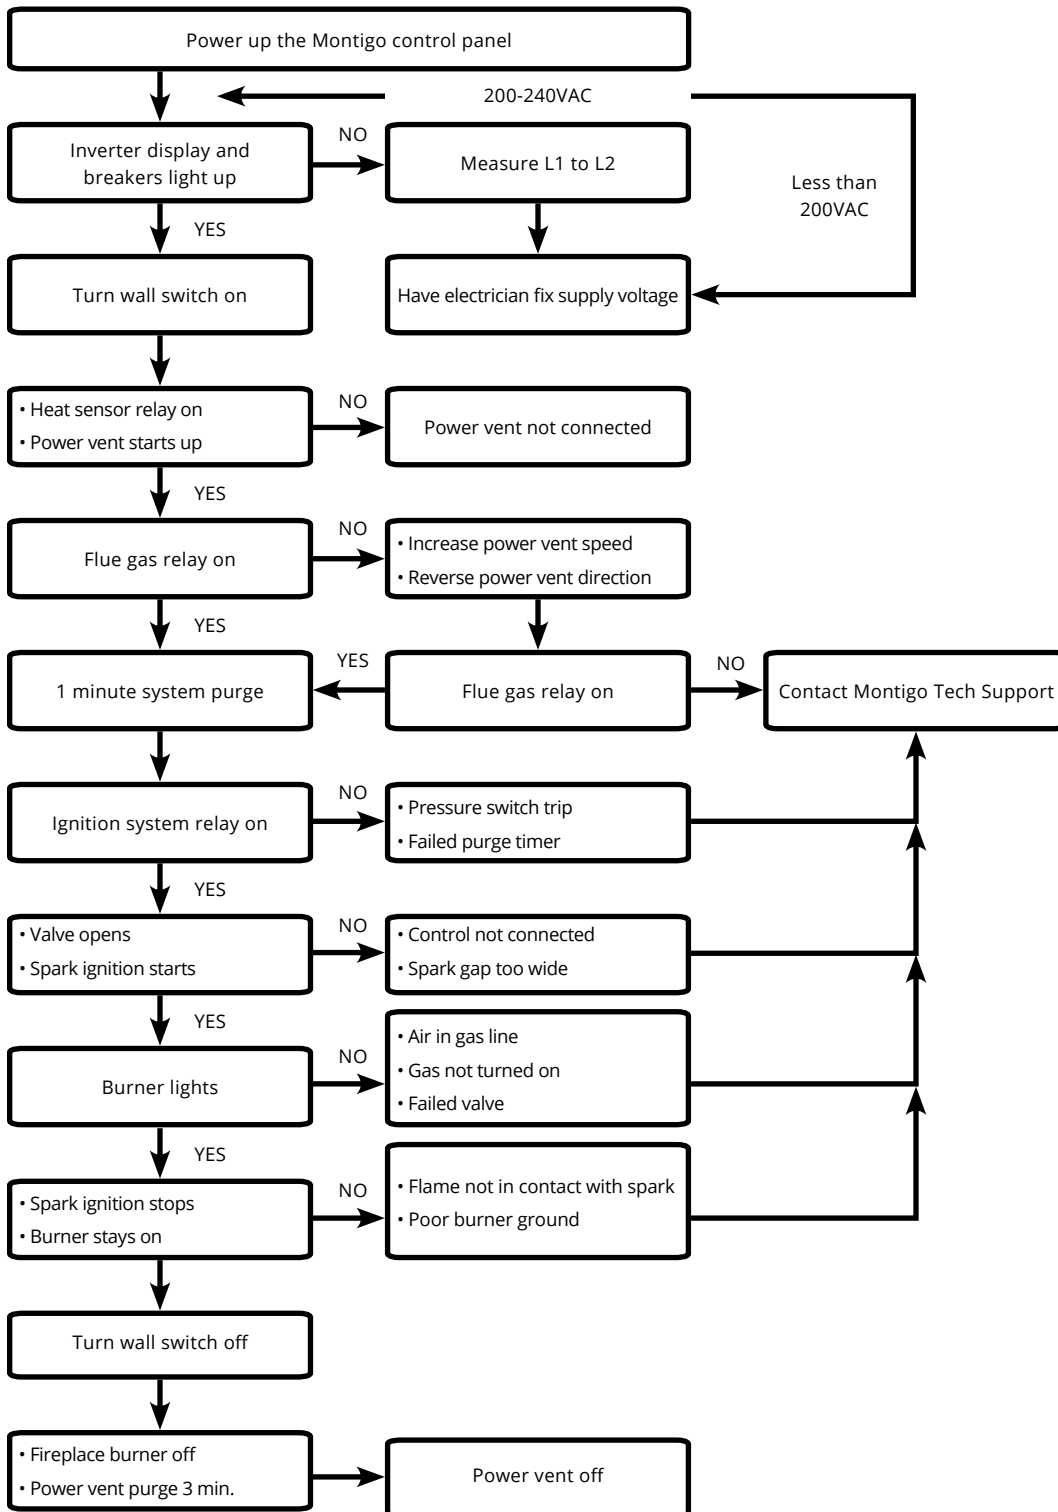 Power up the Montigo control panel
200-240VAC
Inverter display and
breakers light up
NO
Measure L1 to L2
Less than
200VAC
YES
Turn wall switch on
Have electrician fix supply voltage
• Heat sensor relay on
• Power vent starts up
NO
Power vent not connected
YES
Flue gas relay on
NO
• Increase power vent speed
• Reverse power vent direction
YES
1 minute system purge
YES
Flue gas relay on
NO
Contact Montigo Tech Support
Ignition system relay on
NO
• Pressure switch trip
• Failed purge timer
YES
• Valve opens
• Spark ignition starts
NO
• Control not connected
• Spark gap too wide
YES
Burner lights
NO
• Air in gas line
• Gas not turned on
• Failed valve
YES
• Spark ignition stops
• Burner stays on
NO
• Flame not in contact with spark
• Poor burner ground
Turn wall switch off
• Fireplace burner off
• Power vent purge 3 min.
Power vent off